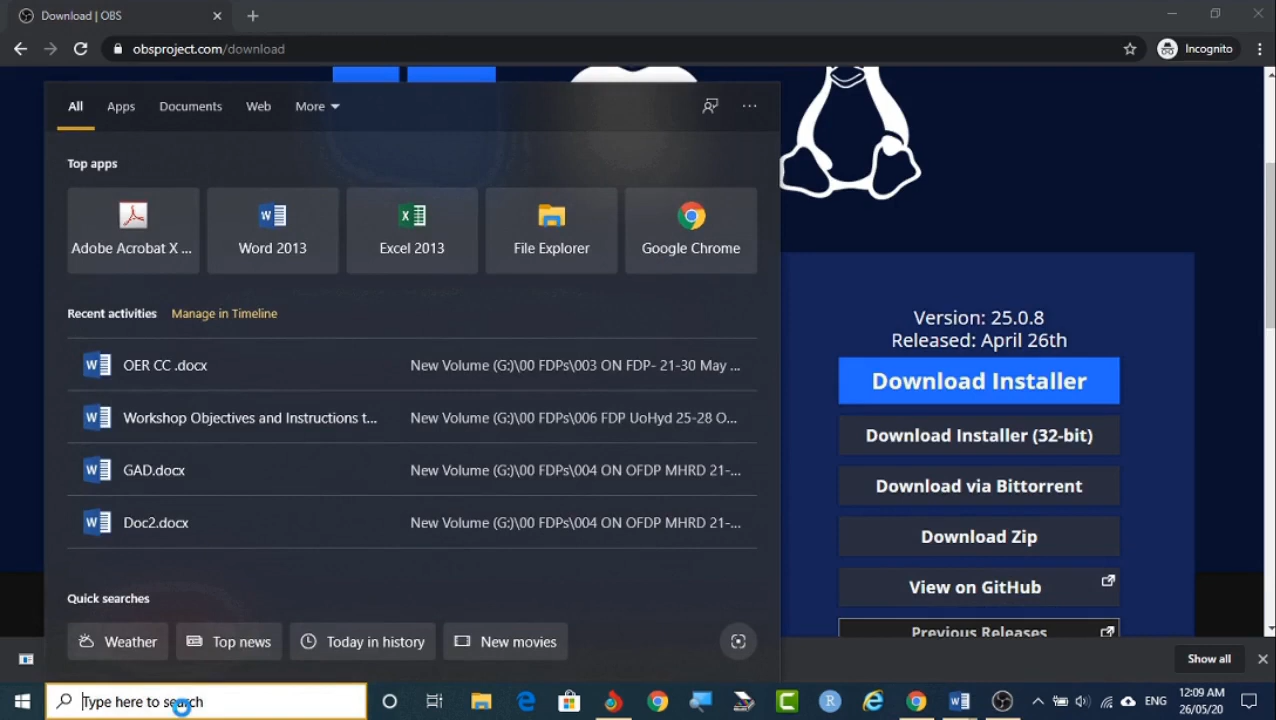 Download | OBS
obsproject.com/download
Incognito
All Apps Documents Web More
Top apps
Adobe Acrobat X ... Word 2013 Excel 2013 File Explorer Google Chrome
Recent activities Manage in Timeline
OER CC .docx New Volume (G:)\00 FDPs\003 ON FDP- 21-30 May ...
Workshop Objectives and Instructions t... New Volume (G:)\00 FDPs\006 FDP UoHyd 25-28 O...
GAD.docx New Volume (G:)\00 FDPs\004 ON OFDP MHRD 21-...
Doc2.docx New Volume (G:)\00 FDPs\004 ON OFDP MHRD 21-...
Quick searches
Weather Top news Today in history New movies
Version: 25.0.8
Released: April 26th
Download Installer
Download Installer (32-bit)
Download via Bittorrent
Download Zip
View on GitHub
Previous Releases
Show all
Type here to search
ENG
12:09 AM
26/05/20